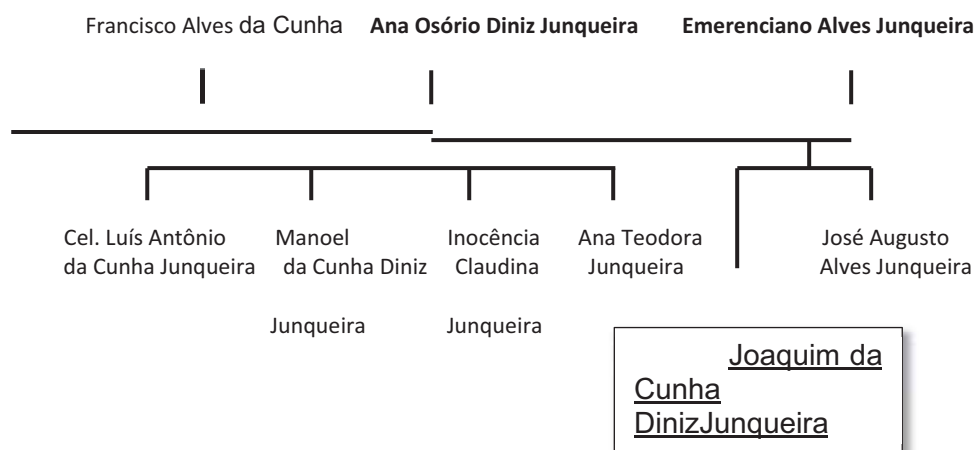 Francisco Alves da Cunha Ana Osório Diniz Junqueira Emerenciano Alves Junqueira
Cel. Luís Antônio
da Cunha Junqueira
Manoel
da Cunha Diniz
Junqueira
Inocência
Claudina
Junqueira
Ana Teodora
Junqueira
José Augusto
Alves Junqueira
Joaquim da
Cunha
DinizJunqueira